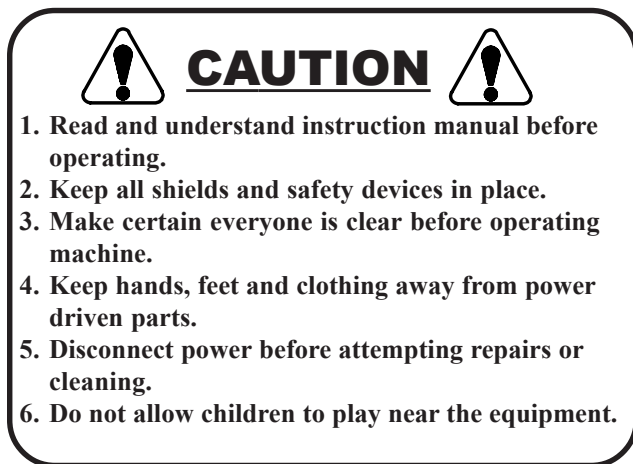 CAUTION
1. Read and understand instruction manual before
operating.
2. Keep all shields and safety devices in place.
3. Make certain everyone is clear before operating
machine.
4. Keep hands, feet and clothing away from power
driven parts.
5. Disconnect power before attempting repairs or
cleaning.
6. Do not allow children to play near the equipment.